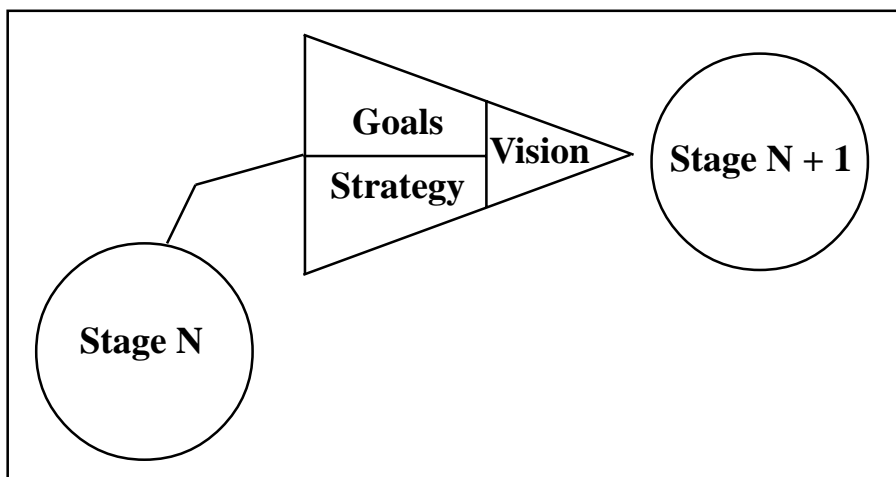 Goals
Vision
Strategy
Stage N + 1
Stage N